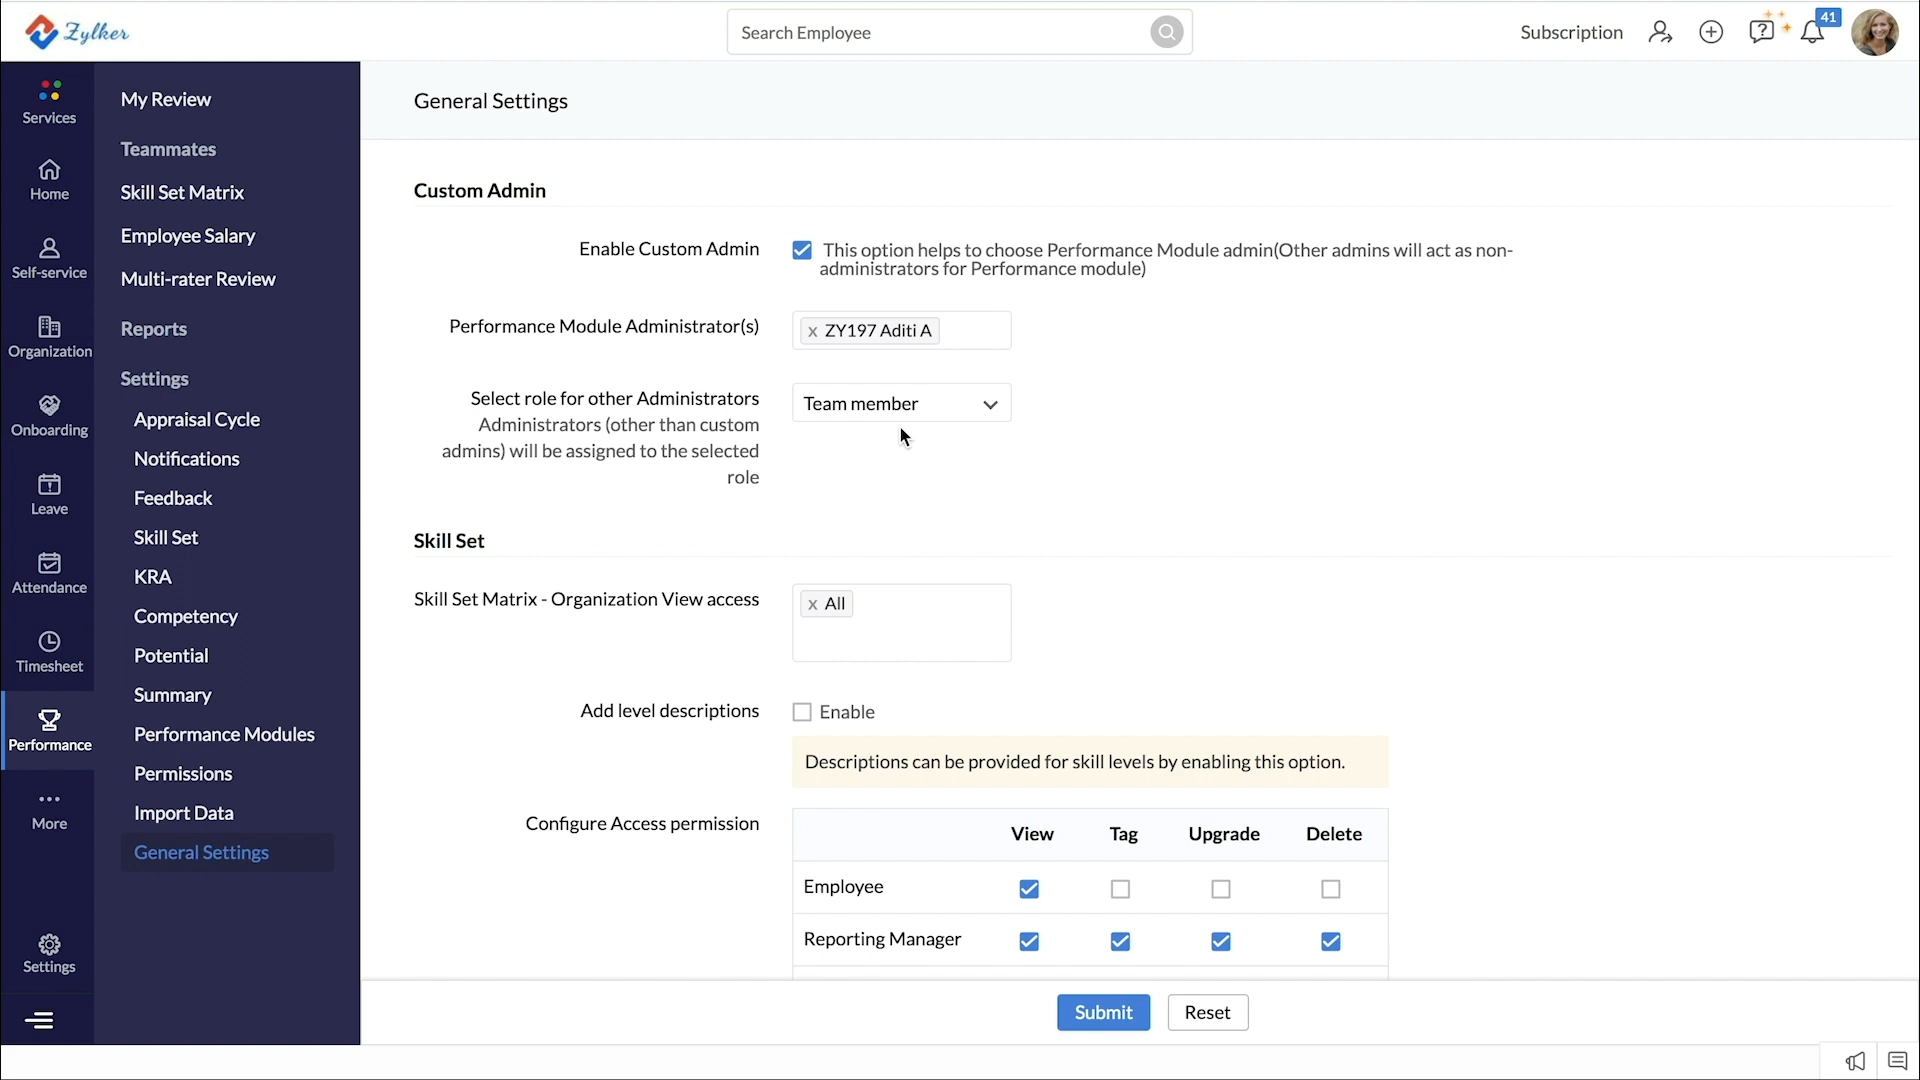 Zylker
Search Employee
Subscription
41
Services
Home
Self-service
Organization
Onboarding
Leave
Attendance
Timesheet
Performance
More
Settings
My Review
Teammates
Skill Set Matrix
Employee Salary
Multi-rater Review
Reports
Settings
Appraisal Cycle
Notifications
Feedback
Skill Set
KRA
Competency
Potential
Summary
Performance Modules
Permissions
Import Data
General Settings
General Settings
Custom Admin
Enable Custom Admin
This option helps to choose Performance Module admin(Other admins will act as non-
administrators for Performance module)
Performance Module Administrator(s)
x ZY197 Aditi A
Select role for other Administrators
Administrators (other than custom
admins) will be assigned to the selected
role
Team member
Skill Set
Skill Set Matrix - Organization View access
x All
Add level descriptions
Enable
Descriptions can be provided for skill levels by enabling this option.
Configure Access permission
View Tag Upgrade Delete
Employee
Reporting Manager
Submit
Reset